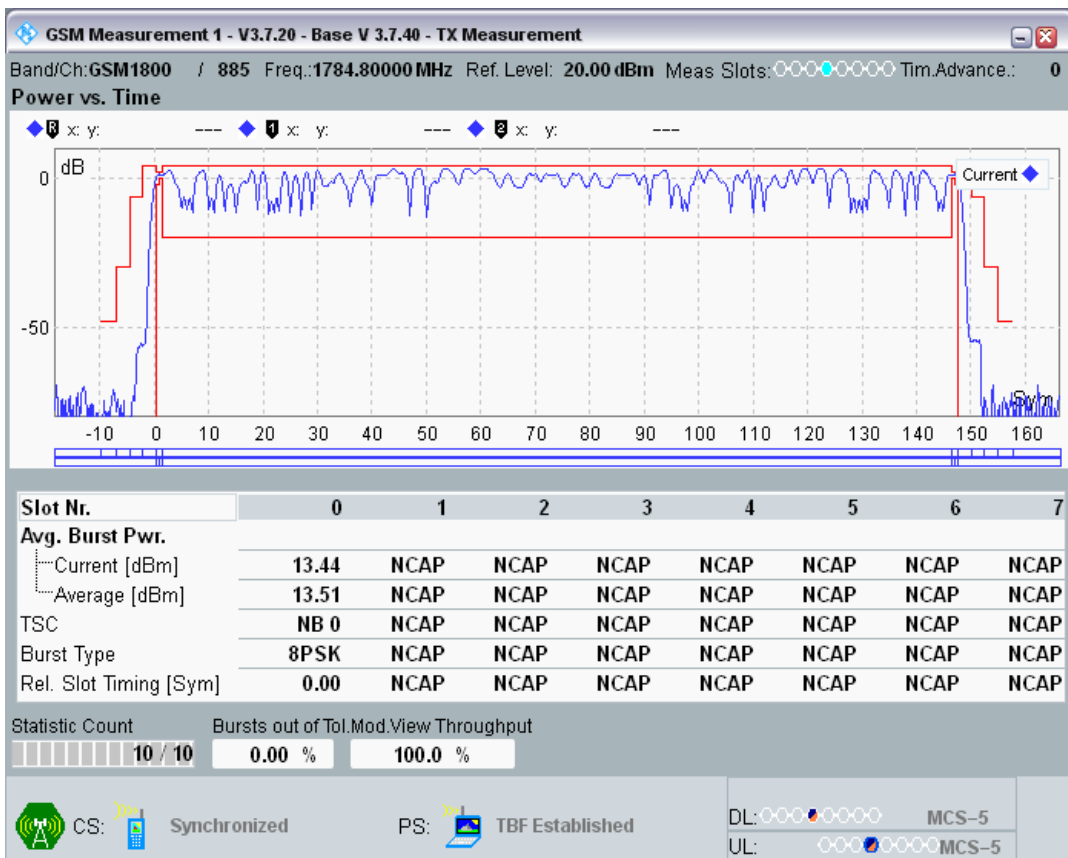 GSM Measurement 1 - V3.7.20 - Base V 3.7.40 - TX Measurement
Band/Ch:GSM1800 / 885 Freq.:1784.80000 MHz Ref. Level: 20.00 dBm Meas Slots: Tim.Advance.: 0
Power vs. Time
R x: y: --- 1 x: y: --- 2 x: y: ---
dB
Current
0
-50
Sym
-10 0 10 20 30 40 50 60 70 80 90 100 110 120 130 140 150 160
Slot Nr. 0 1 2 3 4 5 6 7
Avg. Burst Pwr.
Current [dBm] 13.44 NCAP NCAP NCAP NCAP NCAP NCAP NCAP
Average [dBm] 13.51 NCAP NCAP NCAP NCAP NCAP NCAP NCAP
TSC NB 0 NCAP NCAP NCAP NCAP NCAP NCAP NCAP
Burst Type 8PSK NCAP NCAP NCAP NCAP NCAP NCAP NCAP
Rel. Slot Timing [Sym] 0.00 NCAP NCAP NCAP NCAP NCAP NCAP NCAP
Statistic Count Bursts out of Tol.Mod.View Throughput
10 / 10 0.00 % 100.0 %
CS: Synchronized PS: TBF Established DL: MCS-5
UL: MCS-5